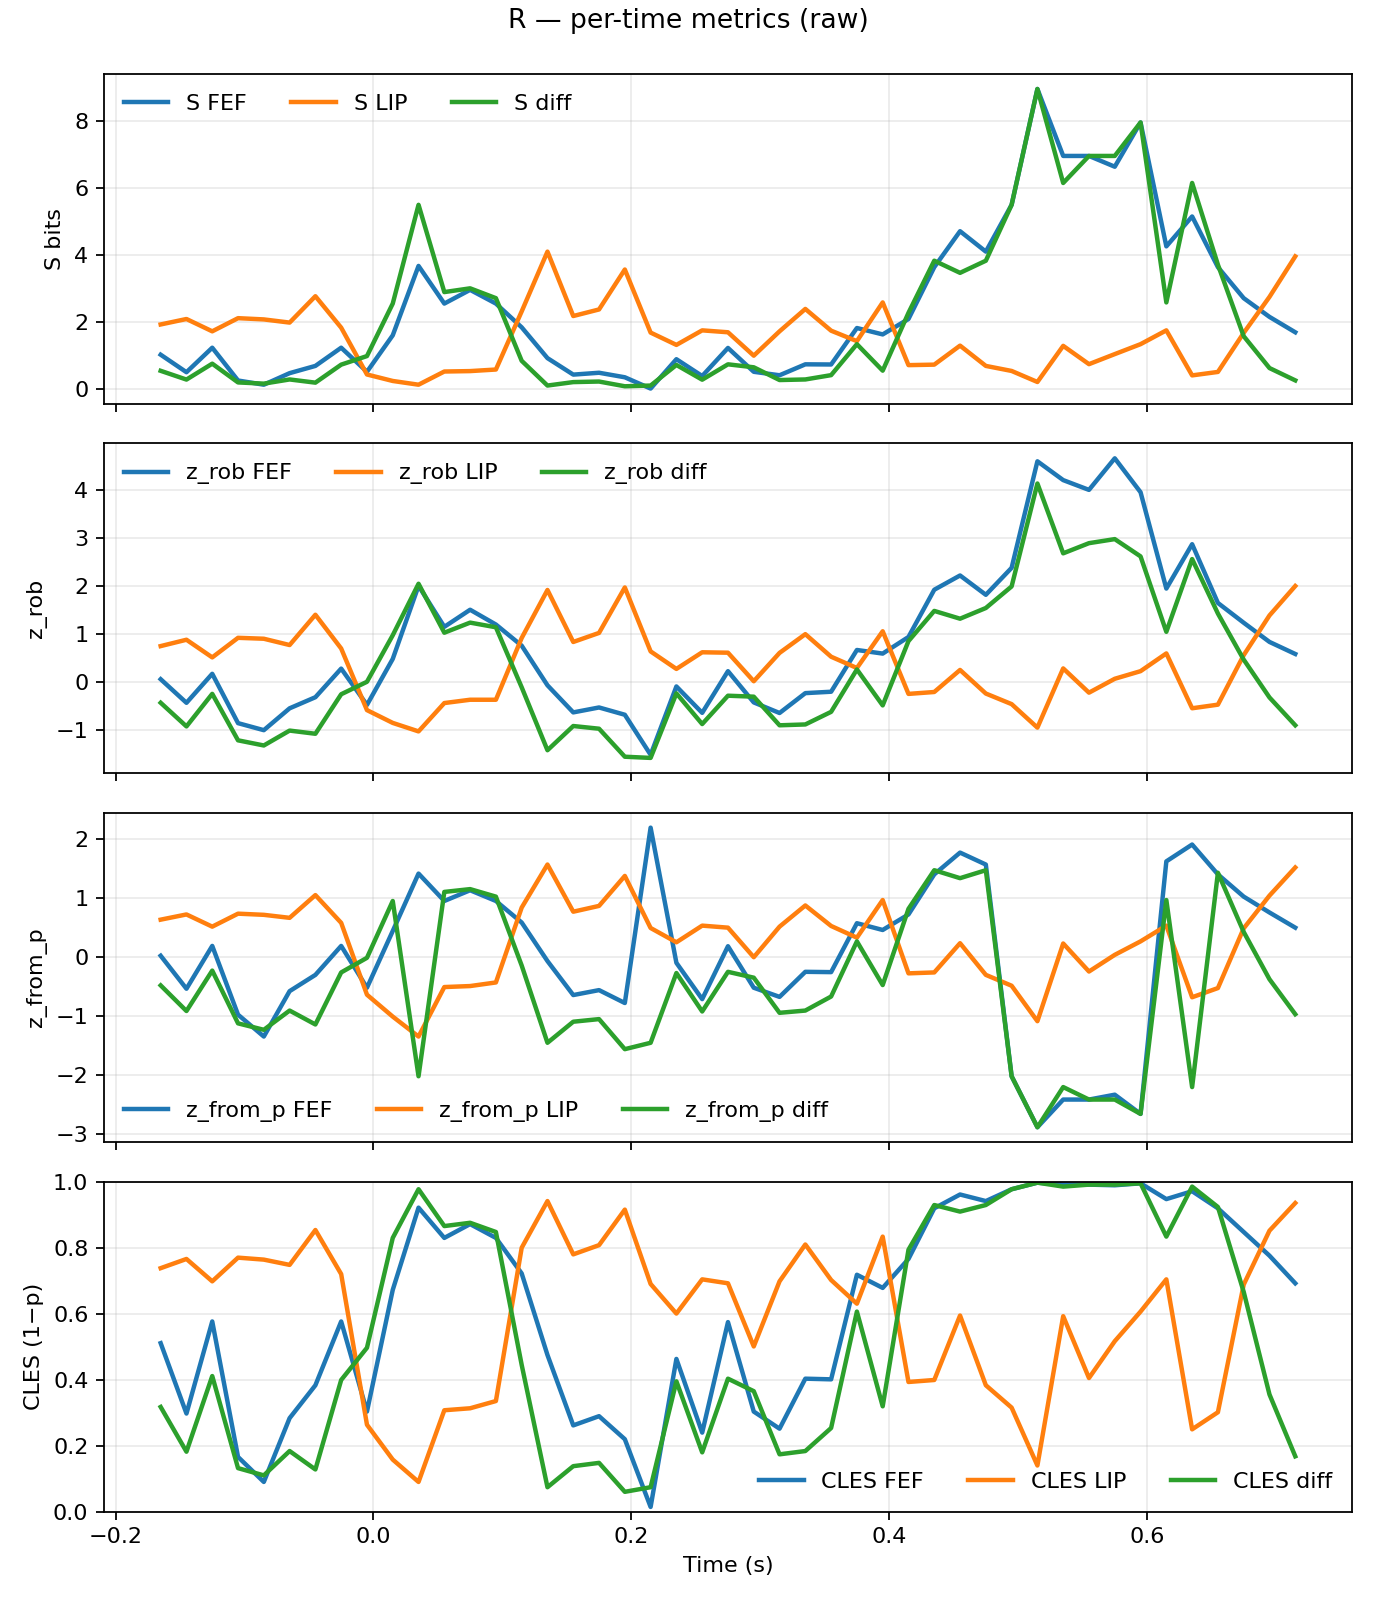 R — per-time metrics (raw)
S FEF S LIP S diff
8
6
4
2
0
S bits
z_rob FEF z_rob LIP z_rob diff
4
3
2
1
0
−1
z_rob
2
1
0
−1
−2
−3
z_from_p
z_from_p FEF z_from_p LIP z_from_p diff
1.0
0.8
0.6
0.4
0.2
0.0
CLES (1−p)
CLES FEF CLES LIP CLES diff
−0.2 0.0 0.2 0.4 0.6
Time (s)